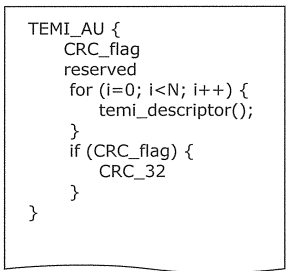 TEMI_AU {
CRC_flag
reserved
for (i=0; i<N; i++) {
temi_descriptor();
}
if (CRC_flag) {
CRC_32
}
}